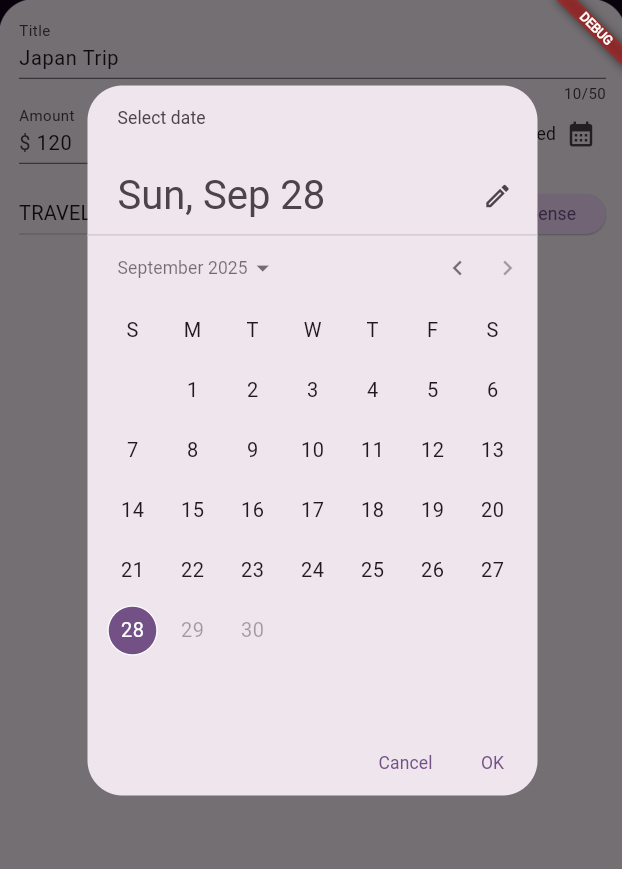 DEBUG
Title
Japan Trip
10/50
Amount
$ 120
ed
TRAVEL
ense
Select date
Sun, Sep 28
September 2025
S M T W T F S
1 2 3 4 5 6
7 8 9 10 11 12 13
14 15 16 17 18 19 20
21 22 23 24 25 26 27
28 29 30
Cancel OK